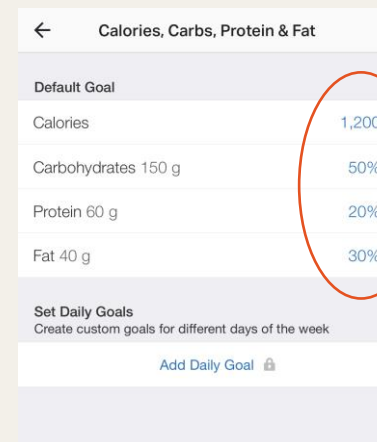 Calories, Carbs, Protein & Fat
Default Goal
Calories 1,200
Carbohydrates 150 g 50%
Protein 60 g 20%
Fat 40 g 30%
Set Daily Goals
Create custom goals for different days of the week
Add Daily Goal